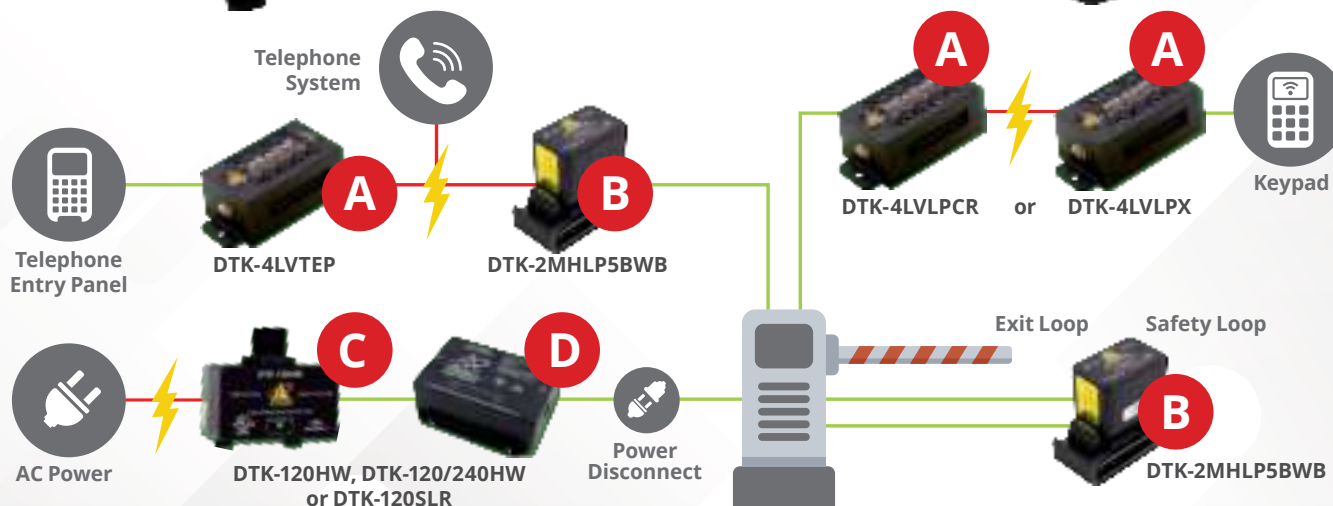 Telephone
System
A
A
A
B
DTK-4LVLPCR or DTK-4LVLPX
Keypad
Telephone
Entry Panel
DTK-4LVTEP
DTK-2MHLP5BWB
C
D
Exit Loop
Safety Loop
B
AC Power
DTK-120HW, DTK-120/240HW
or DTK-120SLR
Power
Disconnect
DTK-2MHLP5BWB